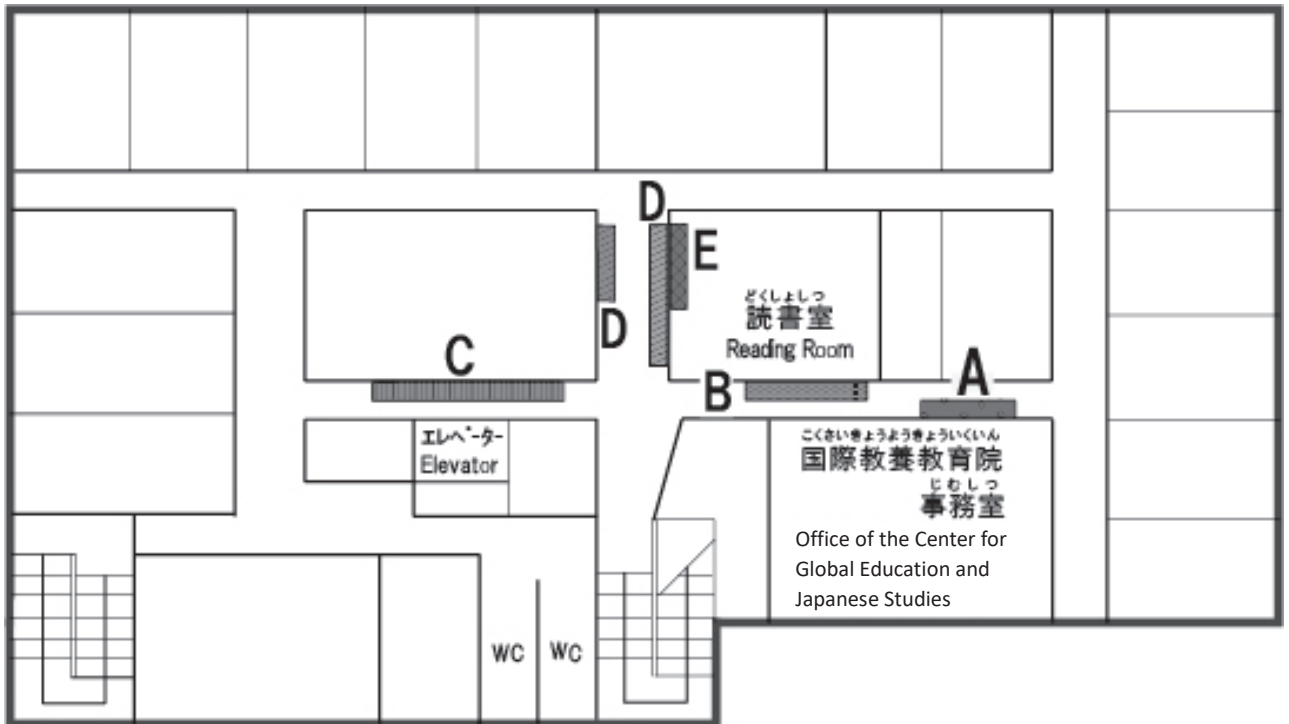 D
D
E
どくしょしつ
読書室
Reading Room
C
B
A
エレベーター
Elevator
こくさいきょうようきょういくいん
国際教養教育院
じむしつ
事務室
Office of the Center for
Global Education and
Japanese Studies
WC
WC